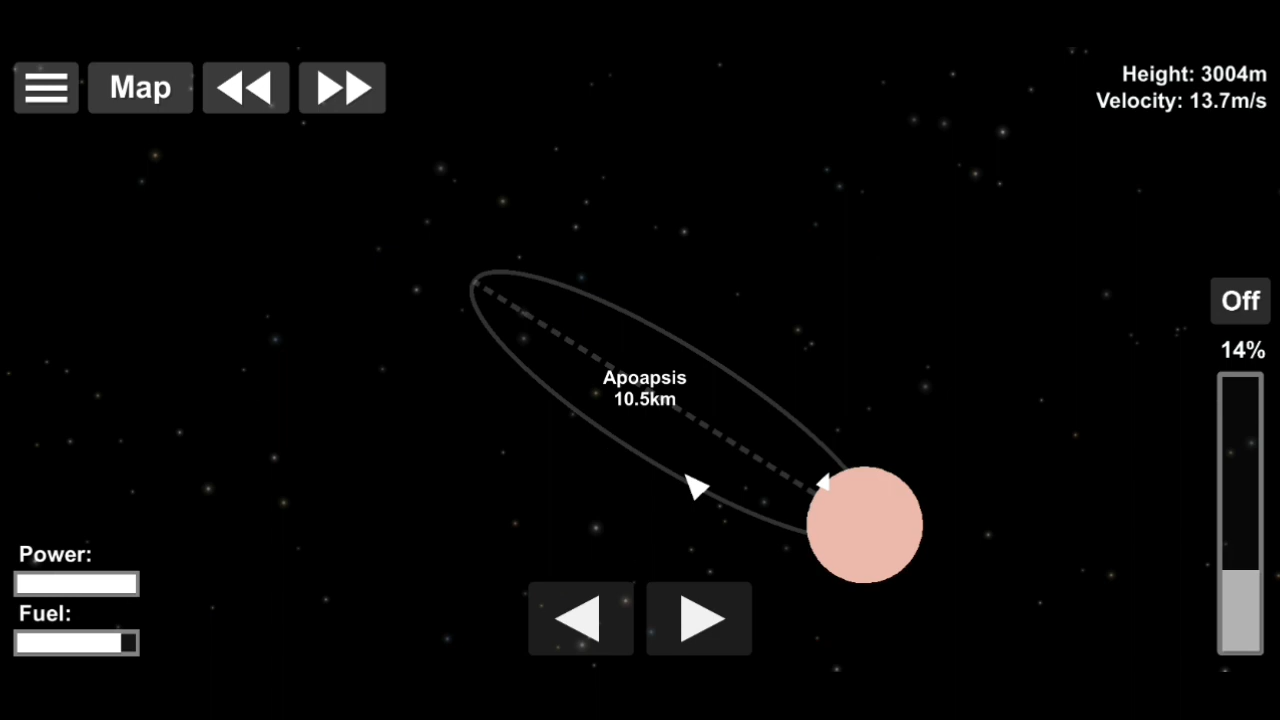 Map
Height: 3004m
Velocity: 13.7m/s
Off
14%
Apoapsis
10.5km
Power:
Fuel: